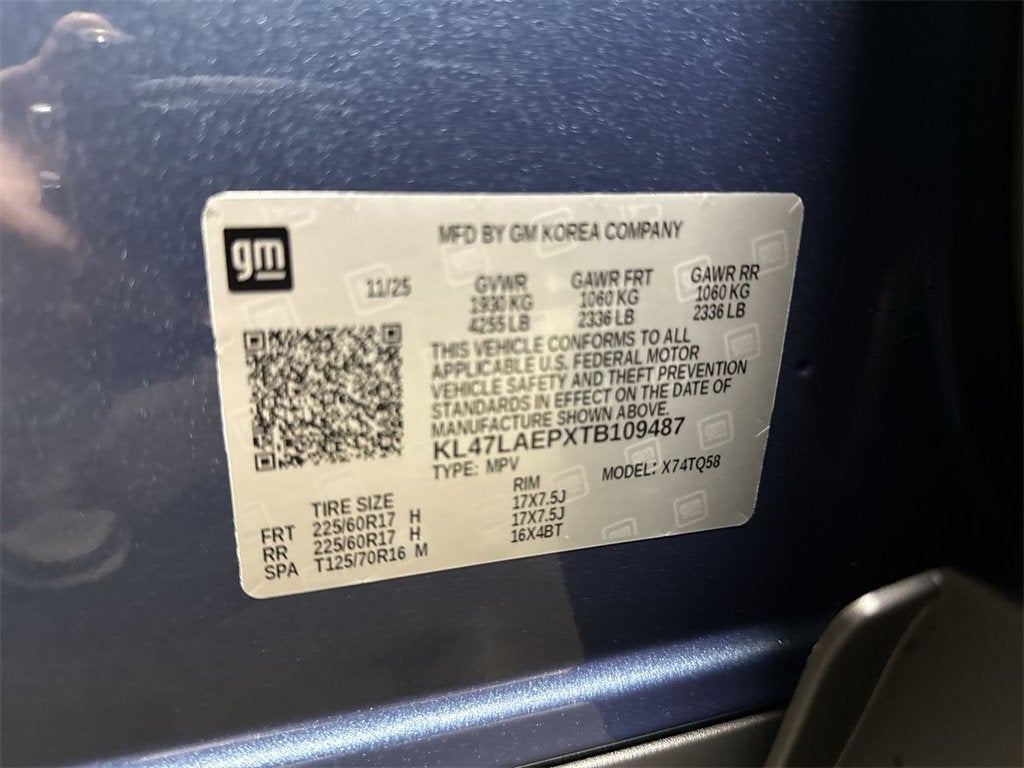 gm
MFD BY GM KOREA COMPANY
11/25 GVWR GAWR FRT GAWR RR
1930 KG 1060 KG 1060 KG
4255 LB 2336 LB 2336 LB
THIS VEHICLE CONFORMS TO ALL
APPLICABLE U.S. FEDERAL MOTOR
VEHICLE SAFETY AND THEFT PREVENTION
STANDARDS IN EFFECT ON THE DATE OF
MANUFACTURE SHOWN ABOVE.
KL47LAEPXTB109487
TYPE: MPV MODEL: X74TQ58
TIRE SIZE RIM
FRT 225/60R17 H 17X7.5J
RR 225/60R17 H 17X7.5J
SPA T125/70R16 M 16X4BT